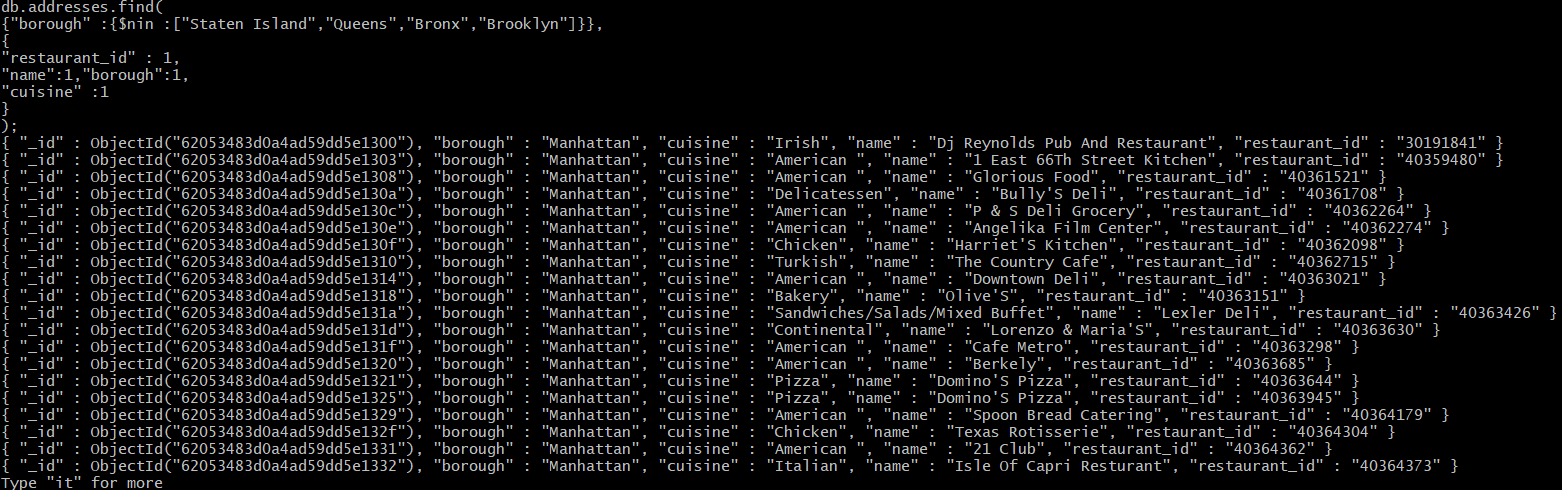 db.addresses.find(
{"borough" :{$nin :["Staten Island","Queens","Bronx","Brooklyn"]}},
{
"restaurant_id" : 1,
"name":1,"borough":1,
"cuisine" :1
}
);
{ "_id" : ObjectId("62053483d0a4ad59dd5e1300"), "borough" : "Manhattan", "cuisine" : "Irish", "name" : "Dj Reynolds Pub And Restaurant", "restaurant_id" : "30191841" }
{ "_id" : ObjectId("62053483d0a4ad59dd5e1303"), "borough" : "Manhattan", "cuisine" : "American ", "name" : "1 East 66Th Street Kitchen", "restaurant_id" : "40359480" }
{ "_id" : ObjectId("62053483d0a4ad59dd5e1308"), "borough" : "Manhattan", "cuisine" : "American ", "name" : "Glorious Food", "restaurant_id" : "40361521" }
{ "_id" : ObjectId("62053483d0a4ad59dd5e130a"), "borough" : "Manhattan", "cuisine" : "Delicatessen", "name" : "Bully'S Deli", "restaurant_id" : "40361708" }
{ "_id" : ObjectId("62053483d0a4ad59dd5e130c"), "borough" : "Manhattan", "cuisine" : "American ", "name" : "P & S Deli Grocery", "restaurant_id" : "40362264" }
{ "_id" : ObjectId("62053483d0a4ad59dd5e130e"), "borough" : "Manhattan", "cuisine" : "American ", "name" : "Angelika Film Center", "restaurant_id" : "40362274" }
{ "_id" : ObjectId("62053483d0a4ad59dd5e130f"), "borough" : "Manhattan", "cuisine" : "Chicken", "name" : "Harriet'S Kitchen", "restaurant_id" : "40362098" }
{ "_id" : ObjectId("62053483d0a4ad59dd5e1310"), "borough" : "Manhattan", "cuisine" : "Turkish", "name" : "The Country Cafe", "restaurant_id" : "40362715" }
{ "_id" : ObjectId("62053483d0a4ad59dd5e1314"), "borough" : "Manhattan", "cuisine" : "American ", "name" : "Downtown Deli", "restaurant_id" : "40363021" }
{ "_id" : ObjectId("62053483d0a4ad59dd5e1318"), "borough" : "Manhattan", "cuisine" : "Bakery", "name" : "Olive'S", "restaurant_id" : "40363151" }
{ "_id" : ObjectId("62053483d0a4ad59dd5e131a"), "borough" : "Manhattan", "cuisine" : "Sandwiches/Salads/Mixed Buffet", "name" : "Lexler Deli", "restaurant_id" : "40363426" }
{ "_id" : ObjectId("62053483d0a4ad59dd5e131d"), "borough" : "Manhattan", "cuisine" : "Continental", "name" : "Lorenzo & Maria'S", "restaurant_id" : "40363630" }
{ "_id" : ObjectId("62053483d0a4ad59dd5e131f"), "borough" : "Manhattan", "cuisine" : "American ", "name" : "Cafe Metro", "restaurant_id" : "40363298" }
{ "_id" : ObjectId("62053483d0a4ad59dd5e1320"), "borough" : "Manhattan", "cuisine" : "American ", "name" : "Berkely", "restaurant_id" : "40363685" }
{ "_id" : ObjectId("62053483d0a4ad59dd5e1321"), "borough" : "Manhattan", "cuisine" : "Pizza", "name" : "Domino'S Pizza", "restaurant_id" : "40363644" }
{ "_id" : ObjectId("62053483d0a4ad59dd5e1325"), "borough" : "Manhattan", "cuisine" : "Pizza", "name" : "Domino'S Pizza", "restaurant_id" : "40363945" }
{ "_id" : ObjectId("62053483d0a4ad59dd5e1329"), "borough" : "Manhattan", "cuisine" : "American ", "name" : "Spoon Bread Catering", "restaurant_id" : "40364179" }
{ "_id" : ObjectId("62053483d0a4ad59dd5e132f"), "borough" : "Manhattan", "cuisine" : "Chicken", "name" : "Texas Rotisserie", "restaurant_id" : "40364304" }
{ "_id" : ObjectId("62053483d0a4ad59dd5e1331"), "borough" : "Manhattan", "cuisine" : "American ", "name" : "21 Club", "restaurant_id" : "40364362" }
{ "_id" : ObjectId("62053483d0a4ad59dd5e1332"), "borough" : "Manhattan", "cuisine" : "Italian", "name" : "Isle Of Capri Resturant", "restaurant_id" : "40364373" }
Type "it" for more